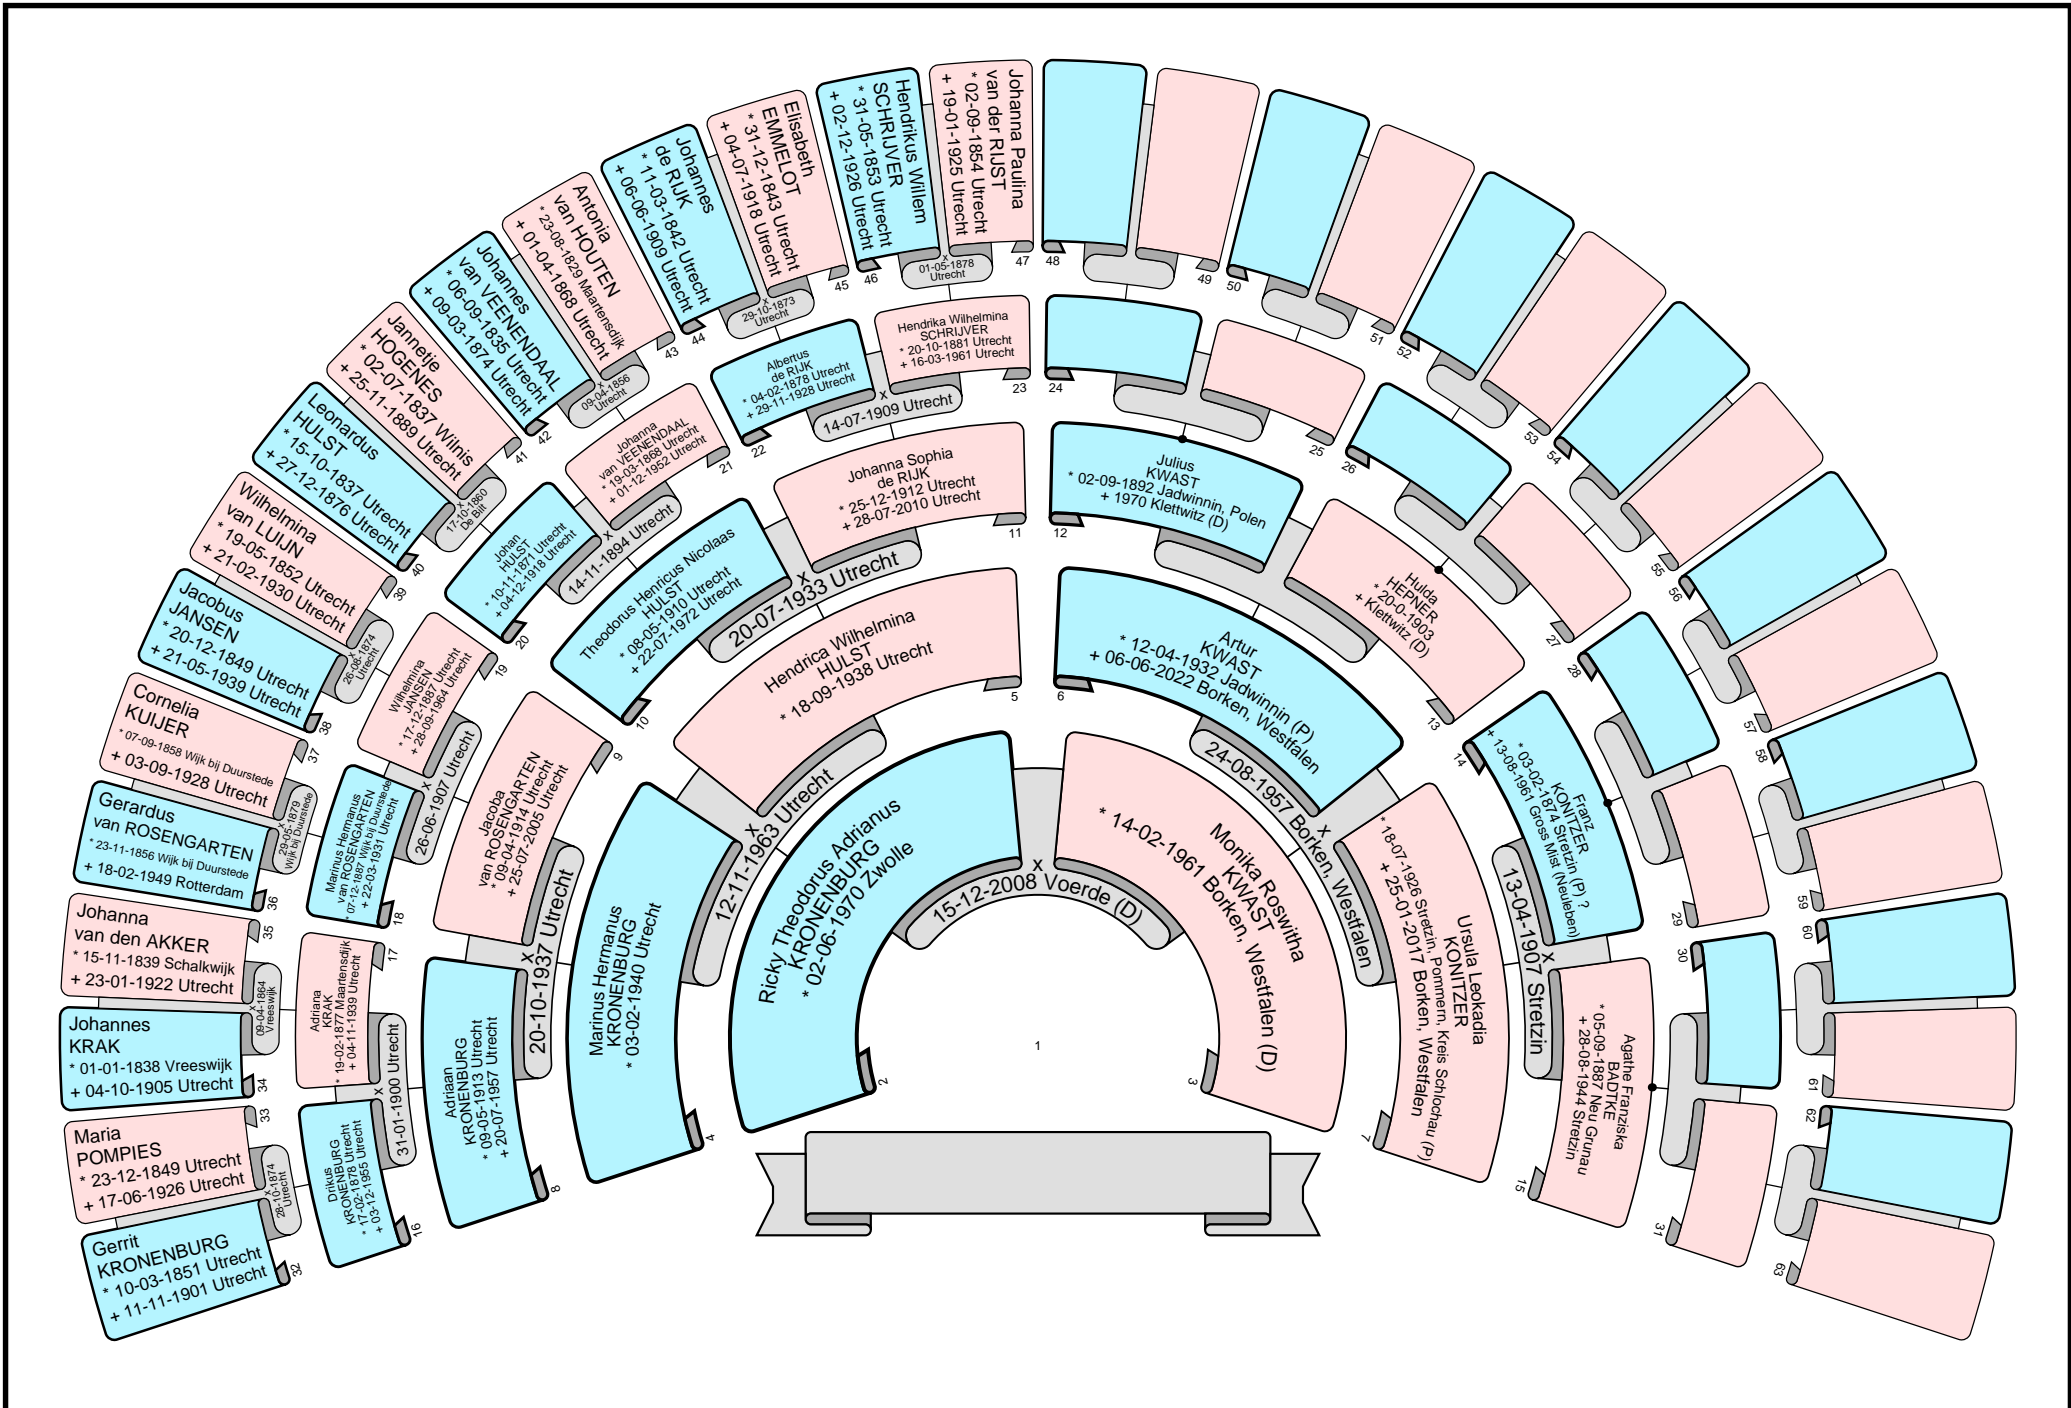 1
Ricky Theodorus Adrianus
KRONENBURG
* 02-06-1970 Zwolle
2
x
15-12-2008 Voerde (D)
Monika Roswitha
KWAST
* 14-02-1961 Borken, Westfalen (D)
3
Marinus Hermanus
KRONENBURG
* 03-02-1940 Utrecht
4
x
12-11-1963 Utrecht
Hendrica Wilhelmina
HULST
* 18-09-1938 Utrecht
5
Artur
KWAST
* 12-04-1932 Jadwinnin (P)
+ 06-06-2022 Borken, Westfalen
6
x
24-08-1957 Borken, Westfalen
Ursula Leokadia
KONITZER
* 18-07-1926 Stretzin, Pommern, Kreis Schlochau (P)
+ 25-01-2017 Borken, Westfalen
7
Adriaan
KRONENBURG
* 09-05-1913 Utrecht
+ 20-07-1957 Utrecht
8
x
20-10-1937 Utrecht
Jacoba
van ROSENGARTEN
* 09-04-1914 Utrecht
+ 25-07-2005 Utrecht
9
Theodorus Henricus Nicolaas
HULST
* 08-05-1910 Utrecht
+ 22-07-1972 Utrecht
10
x
20-07-1933 Utrecht
Johanna Sophia
de RIJK
* 25-12-1912 Utrecht
+ 28-07-2010 Utrecht
11
Julius
KWAST
* 02-09-1892 Jadwinnin, Polen
+ 1970 Klettwitz (D)
12
Hulda
HEPNER
* 20-0-1903
+ Klettwitz (D)
13
Franz
KONITZER
* 03-02-1874 Stretzin (P) ?
+ 13-08-1961 Gross Mist (Neuleben)
14
x
13-04-1907 Stretzin
Agathe Franziska
BADTKE
* 05-09-1887 Neu Grunau
+ 28-08-1944 Stretzin
15
Drikus
KRONENBURG
* 17-02-1878 Utrecht
+ 03-12-1955 Utrecht
16
x
31-01-1900 Utrecht
Adriana
KRAK
* 19-02-1877 Maartensdijk
+ 04-11-1939 Utrecht
17
Marinus Hermanus
van ROSENGARTEN
* 07-12-1887 Wijk bij Duurstede
+ 22-03-1931 Utrecht
18
x
26-06-1907 Utrecht
Wilhelmina
JANSEN
* 17-12-1887 Utrecht
+ 28-09-1964 Utrecht
19
Johan
HULST
* 10-11-1871 Utrecht
+ 04-12-1918 Utrecht
20
x
14-11-1894 Utrecht
Johanna
van VEENENDAAL
* 19-03-1868 Utrecht
+ 01-12-1952 Utrecht
21
Albertus
de RIJK
* 04-02-1878 Utrecht
+ 29-11-1928 Utrecht
22
x
14-07-1909 Utrecht
Hendrika Wilhelmina
SCHRIJVER
* 20-10-1881 Utrecht
+ 16-03-1961 Utrecht
23
24
25
26
27
28
29
30
31
Gerrit
KRONENBURG
* 10-03-1851 Utrecht
+ 11-11-1901 Utrecht
32
x
28-10-1874
Utrecht
Maria
POMPIES
* 23-12-1849 Utrecht
+ 17-06-1926 Utrecht
33
Johannes
KRAK
* 01-01-1838 Vreeswijk
+ 04-10-1905 Utrecht
34
x
09-04-1864
Vreeswijk
Johanna
van den AKKER
* 15-11-1839 Schalkwijk
+ 23-01-1922 Utrecht
35
Gerardus
van ROSENGARTEN
* 23-11-1856 Wijk bij Duurstede
+ 18-02-1949 Rotterdam
36
x
29-05-1879
Wijk bij Duurstede
Cornelia
KUIJER
* 07-09-1858 Wijk bij Duurstede
+ 03-09-1928 Utrecht
37
Jacobus
JANSEN
* 20-12-1849 Utrecht
+ 21-05-1939 Utrecht
38
x
26-08-1874
Utrecht
Wilhelmina
van LUIJN
* 19-05-1852 Utrecht
+ 21-02-1930 Utrecht
39
Leonardus
HULST
* 15-10-1837 Utrecht
+ 27-12-1876 Utrecht
40
x
17-10-1860
De Bilt
Jannetje
HOGENES
* 02-07-1837 Wilnis
+ 25-11-1889 Utrecht
41
Johannes
van VEENENDAAL
* 06-09-1835 Utrecht
+ 09-03-1874 Utrecht
42
x
09-04-1856
Utrecht
Antonia
van HOUTEN
* 23-08-1829 Maartensdijk
+ 01-04-1868 Utrecht
43
Johannes
de RIJK
* 11-03-1842 Utrecht
+ 06-06-1909 Utrecht
44
x
29-10-1873
Utrecht
Elisabeth
EMMELOT
* 31-12-1843 Utrecht
+ 04-07-1918 Utrecht
45
Hendrikus Willem
SCHRIJVER
* 31-05-1853 Utrecht
+ 02-12-1926 Utrecht
46
x
01-05-1878
Utrecht
Johanna Paulina
van der RIJST
* 02-09-1854 Utrecht
+ 19-01-1925 Utrecht
47
48
49
50
51
52
53
54
55
56
57
58
59
60
61
62
63